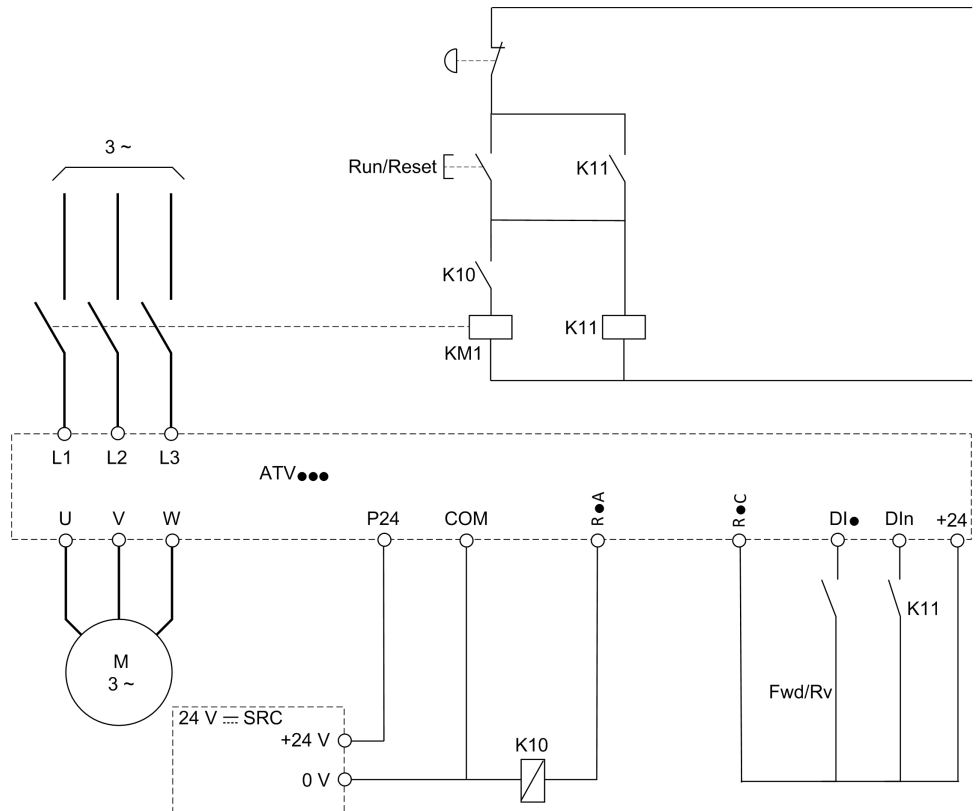 3 ~
Run/Reset
K11
K10
KM1
K11
L1
L2
L3
ATV●●●
U
V
W
P24
COM
R●A
R●C
DI●
DIn
+24
K11
M
3 ~
Fwd/Rv
24 V ⎓ SRC
+24 V
K10
0 V